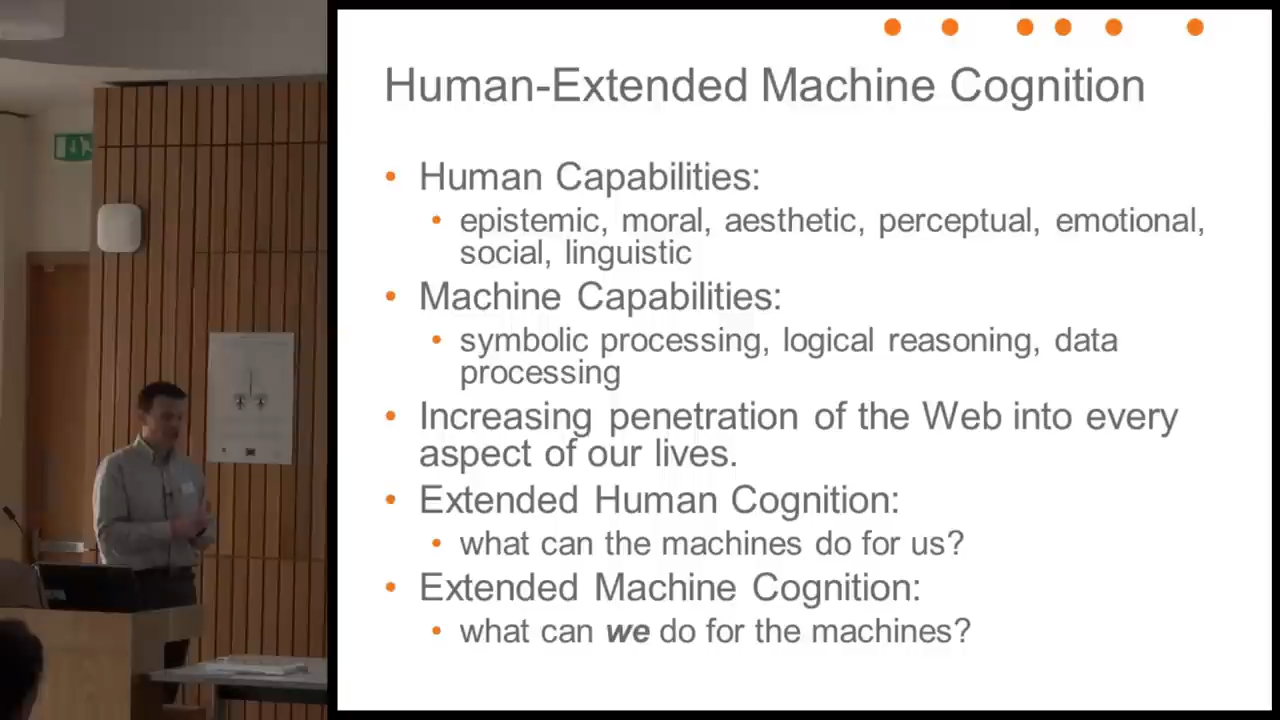 Human-Extended Machine Cognition
• Human Capabilities:
• epistemic, moral, aesthetic, perceptual, emotional,
social, linguistic
• Machine Capabilities:
• symbolic processing, logical reasoning, data
processing
• Increasing penetration of the Web into every
aspect of our lives.
• Extended Human Cognition:
• what can the machines do for us?
• Extended Machine Cognition:
• what can we do for the machines?